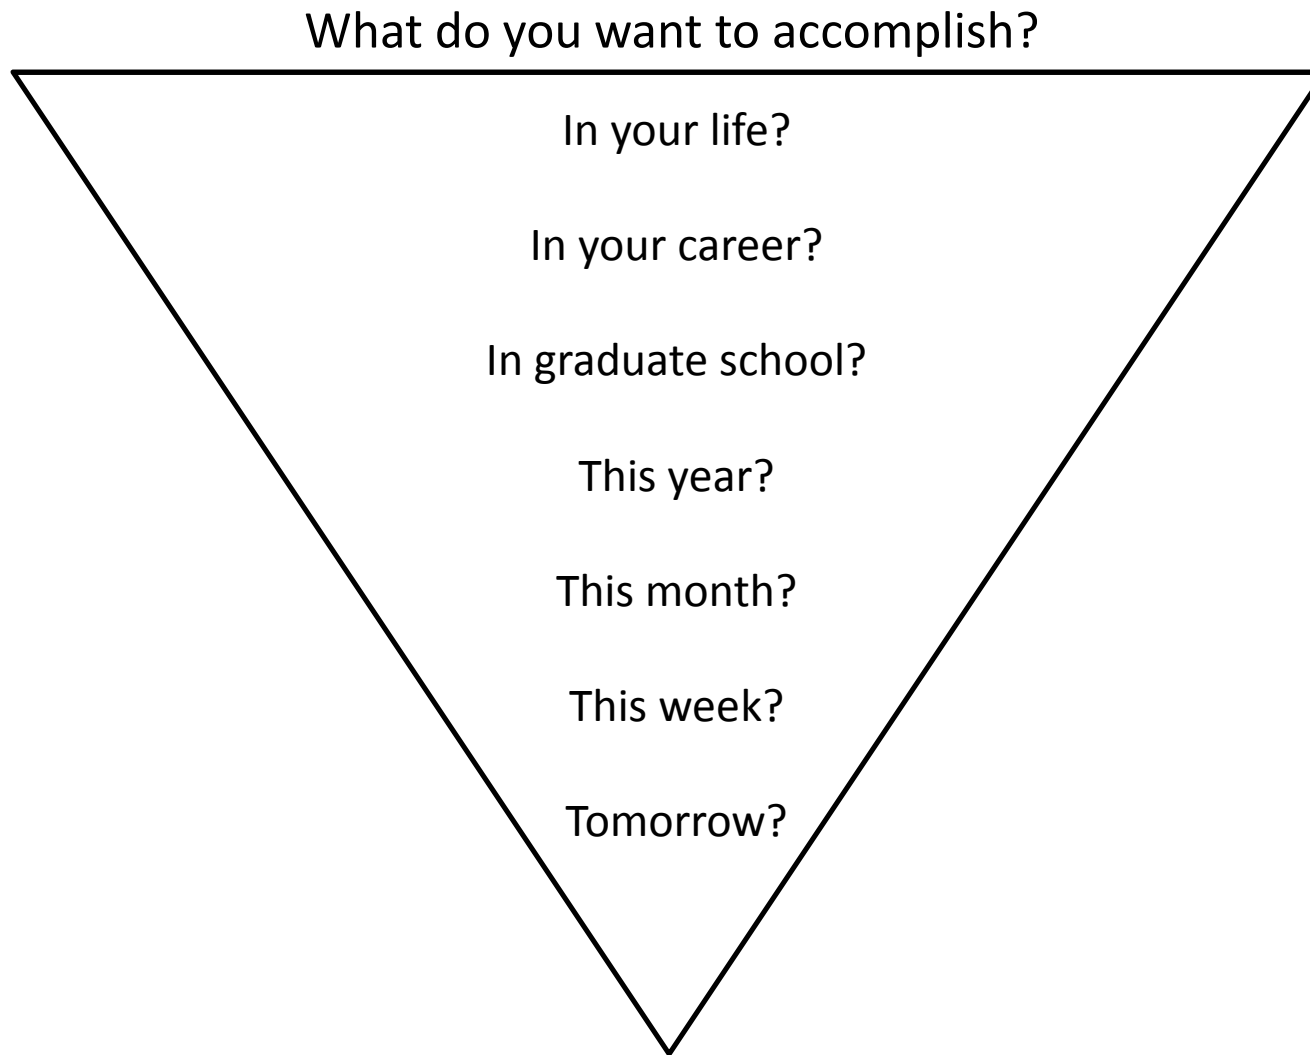 What do you want to accomplish?
In your life?
In your career?
In graduate school?
This year?
This month?
This week?
Tomorrow?